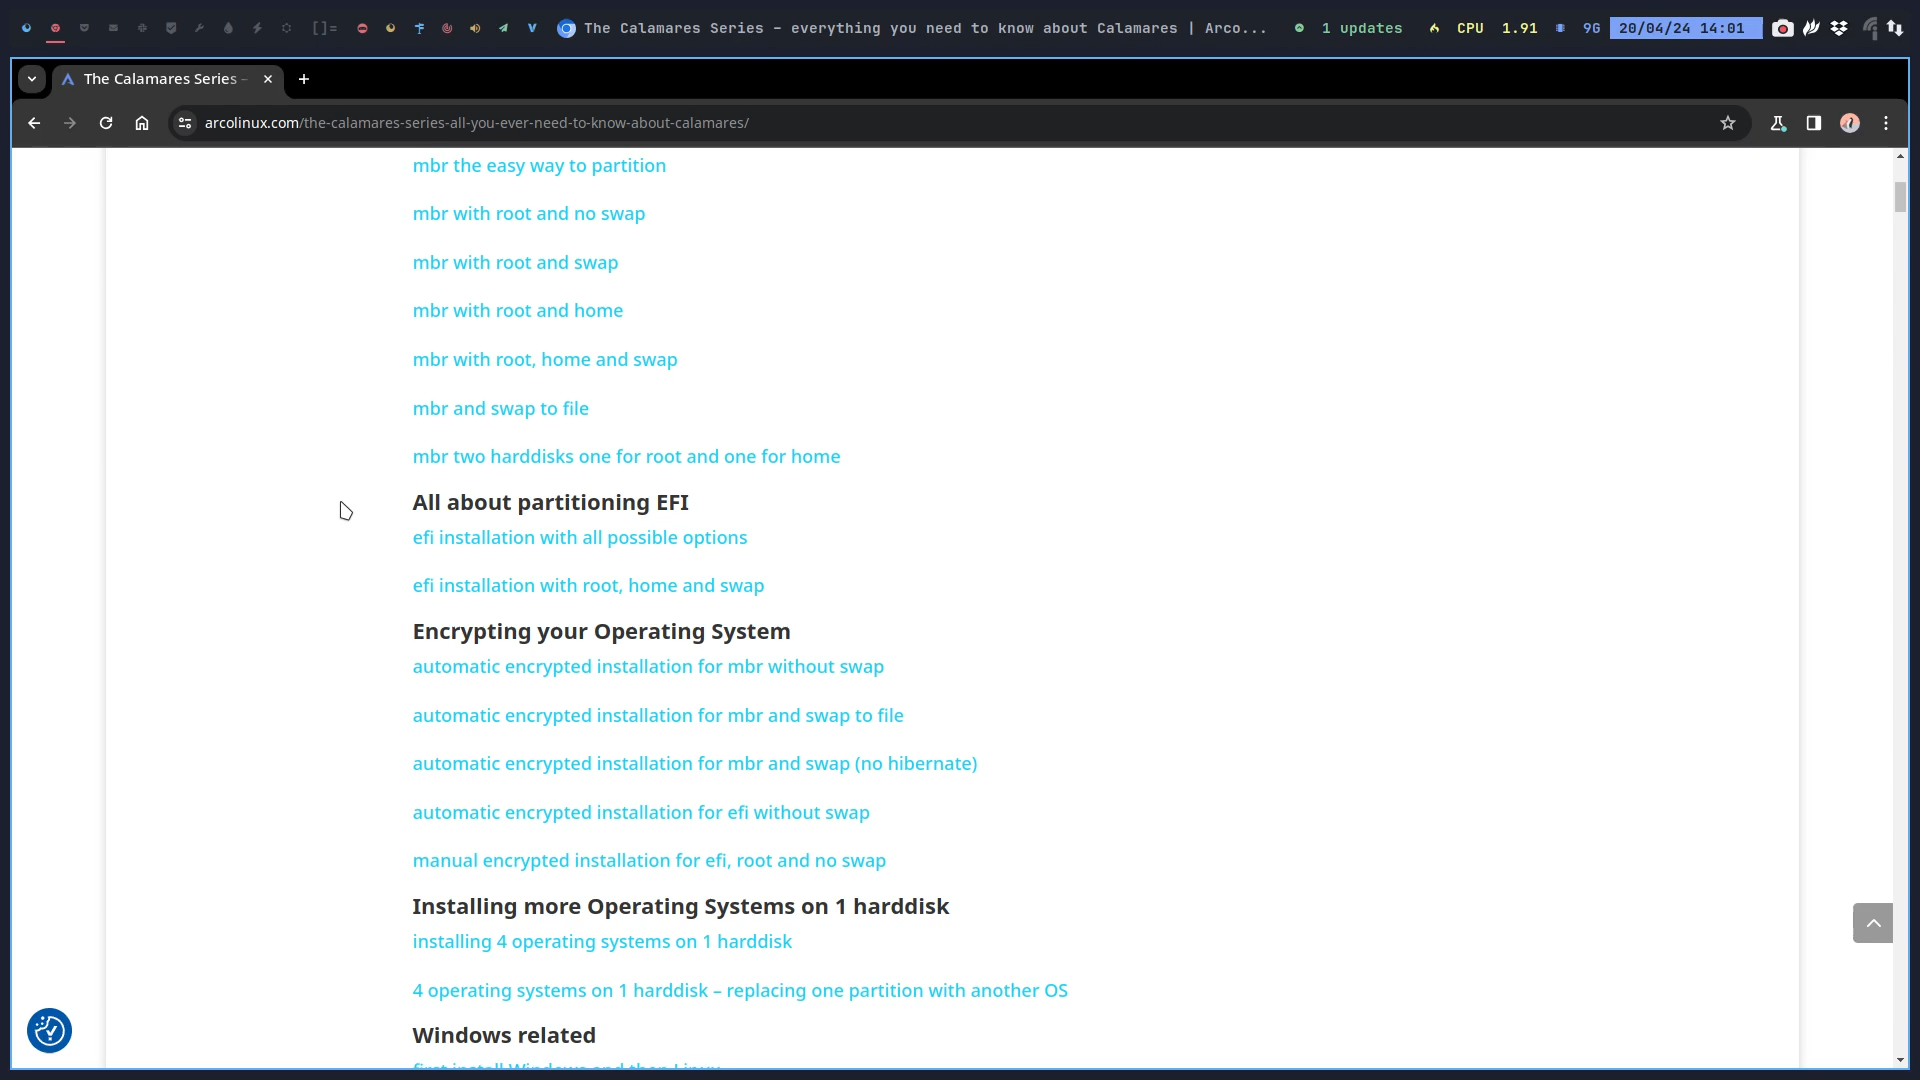 []= The Calamares Series – everything you need to know about Calamares | Arco... 1 updates CPU 1.91 9G 20/04/24 14:01
The Calamares Series –
arcolinux.com/the-calamares-series-all-you-ever-need-to-know-about-calamares/
mbr the easy way to partition
mbr with root and no swap
mbr with root and swap
mbr with root and home
mbr with root, home and swap
mbr and swap to file
mbr two harddisks one for root and one for home
All about partitioning EFI
efi installation with all possible options
efi installation with root, home and swap
Encrypting your Operating System
automatic encrypted installation for mbr without swap
automatic encrypted installation for mbr and swap to file
automatic encrypted installation for mbr and swap (no hibernate)
automatic encrypted installation for efi without swap
manual encrypted installation for efi, root and no swap
Installing more Operating Systems on 1 harddisk
installing 4 operating systems on 1 harddisk
4 operating systems on 1 harddisk – replacing one partition with another OS
Windows related
first install Windows and then Linux